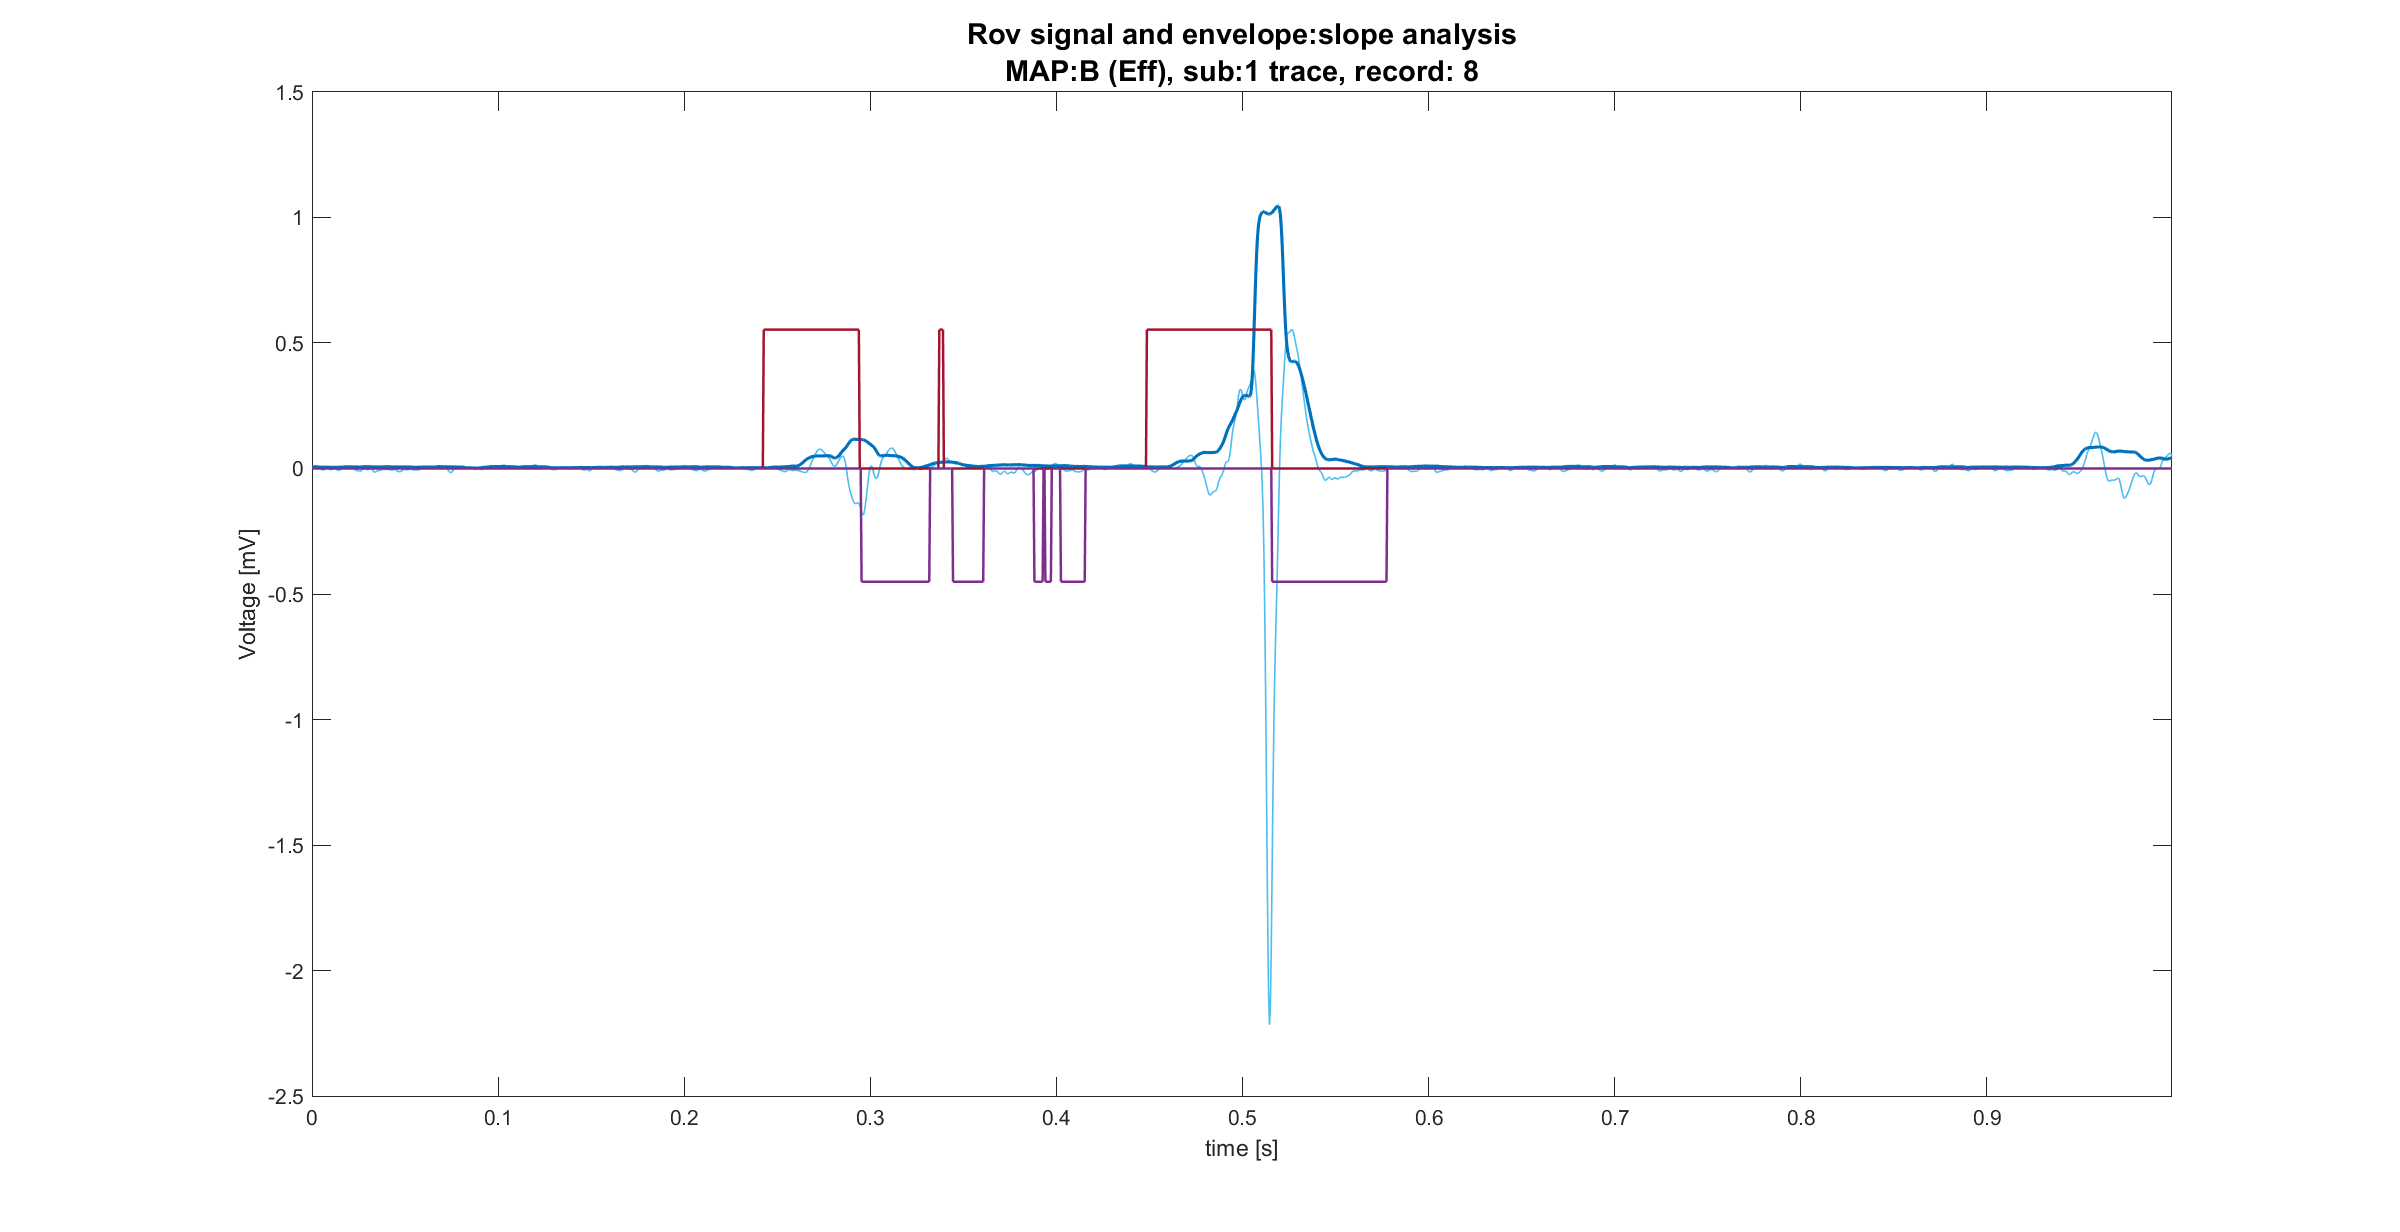 Rov signal and envelope:slope analysis
MAP:B (Eff), sub:1 trace, record: 8
1.5
1
0.5
0
-0.5
-1
-1.5
-2
-2.5
Voltage [mV]
0 0.1 0.2 0.3 0.4 0.5 0.6 0.7 0.8 0.9
time [s]